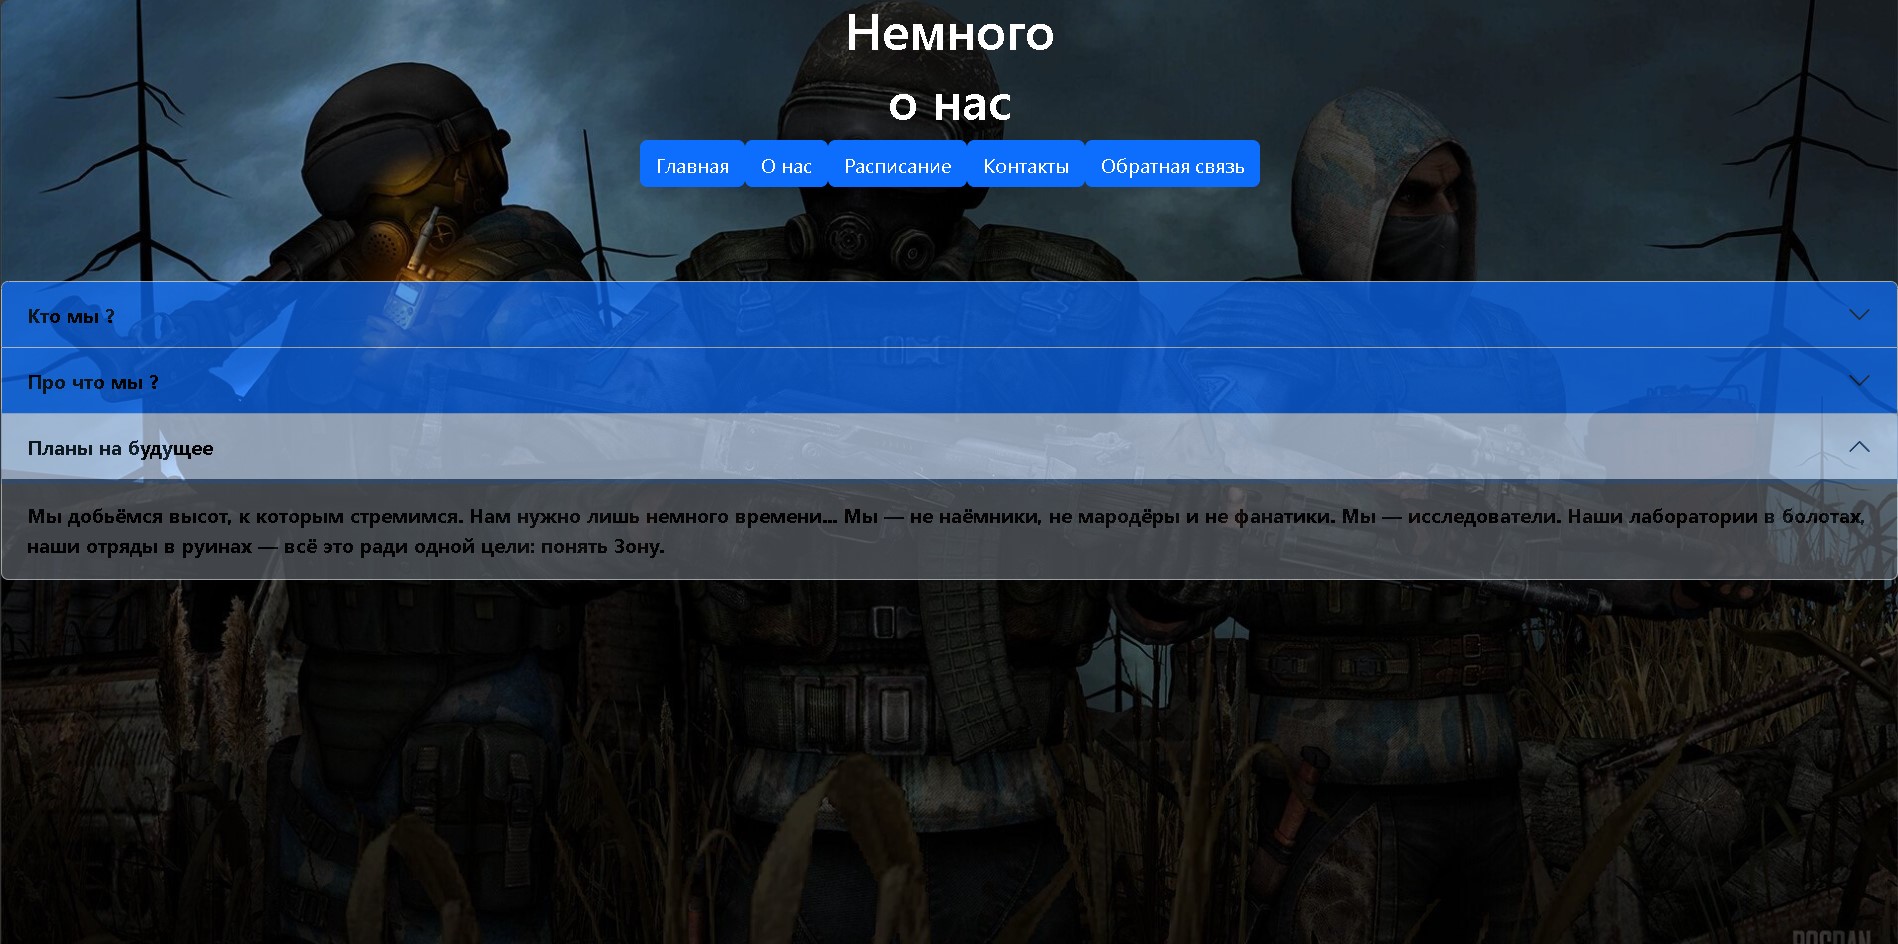 Немного
о нас
Главная О нас Расписание Контакты Обратная связь
Кто мы ?
Про что мы ?
Планы на будущее
Мы добьёмся высот, к которым стремимся. Нам нужно лишь немного времени... Мы — не наёмники, не мародёры и не фанатики. Мы — исследователи. Наши лаборатории в болотах,
наши отряды в руинах — всё это ради одной цели: понять Зону.